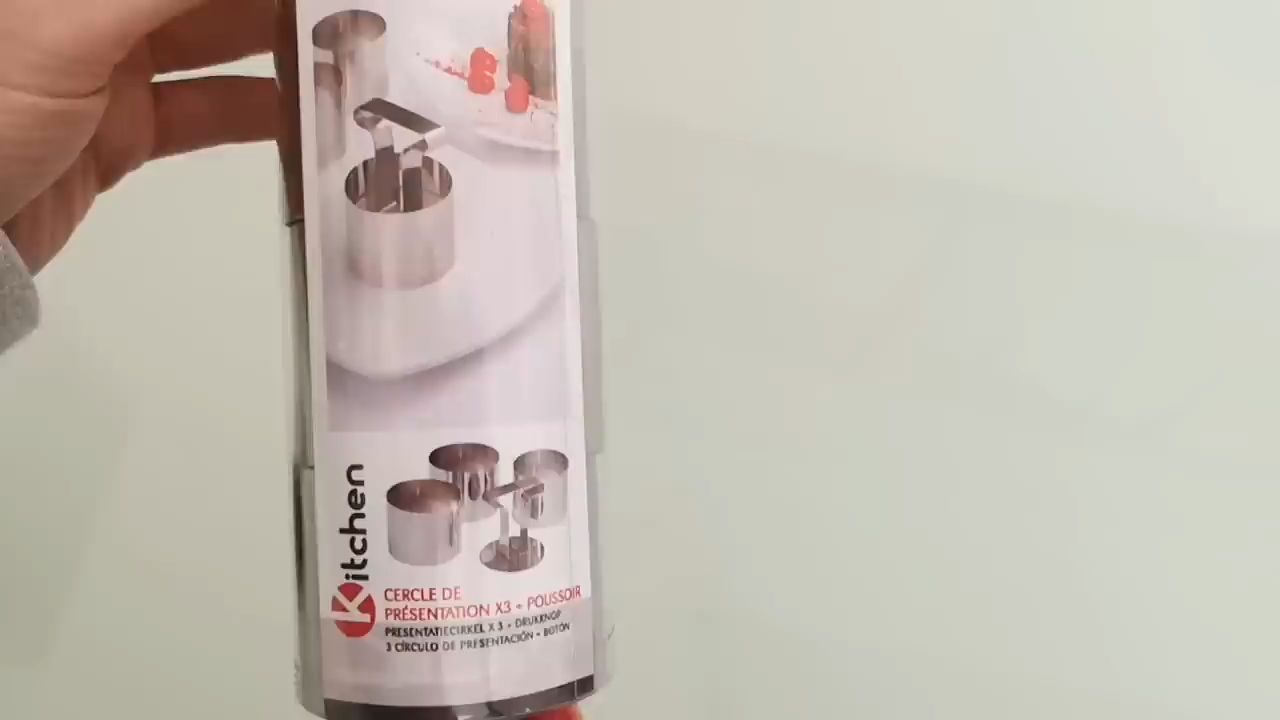 Kitchen
CERCLE DE
PRÉSENTATION X3 + POUSSOIR
PRESENTATIECIRKEL X 3 + DRUKKNOP
3 CÍRCULO DE PRESENTACIÓN + BOTÓN